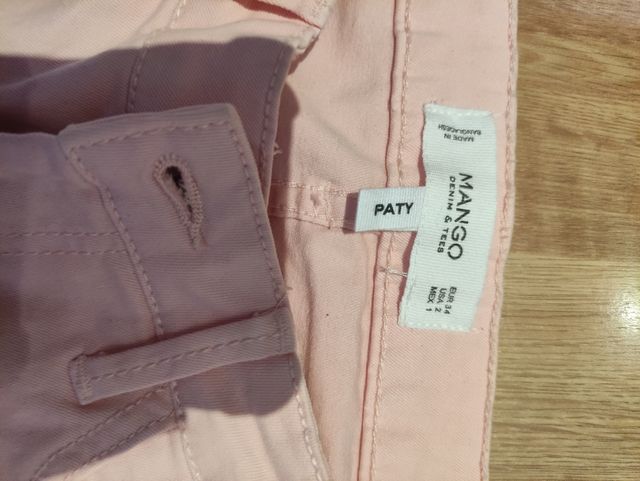 MANGO
DENIM & TEES
EUR 34
USA 2
MEX 1
MADE IN
BANGLADESH
PATY